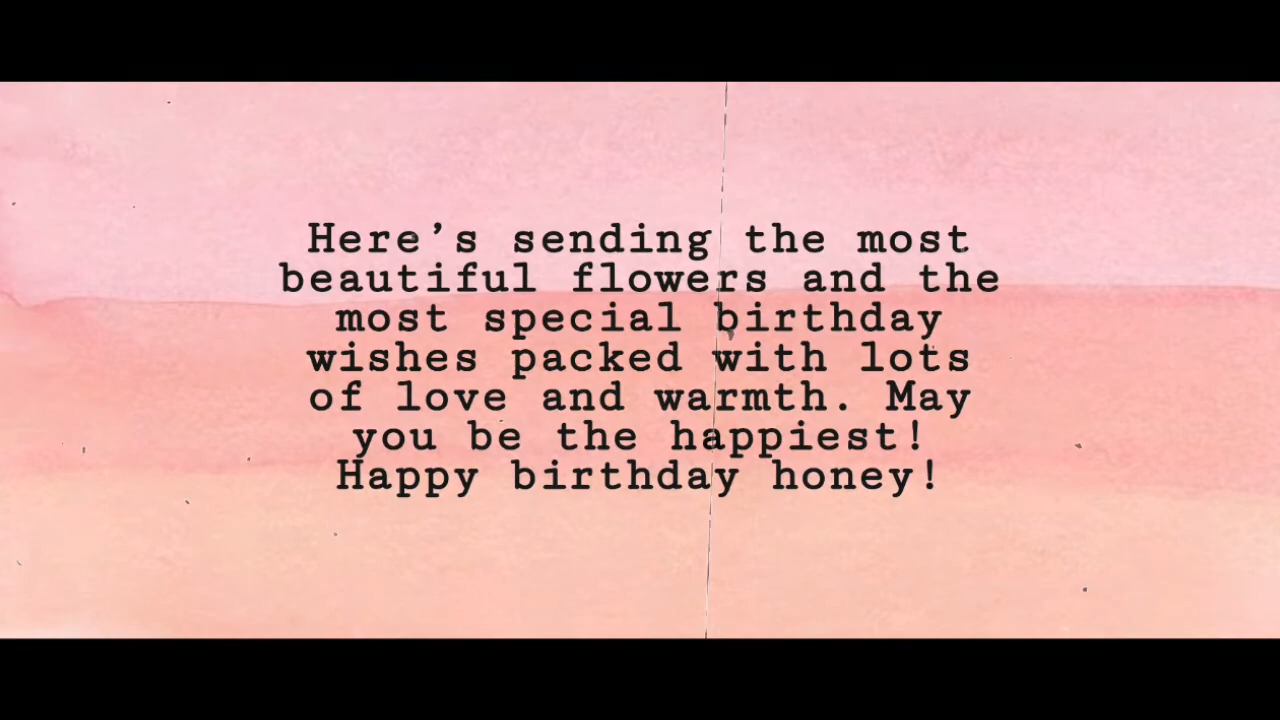 Here's sending the most
beautiful flowers and the
most special birthday
wishes packed with lots
of love and warmth. May
you be the happiest!
Happy birthday honey!